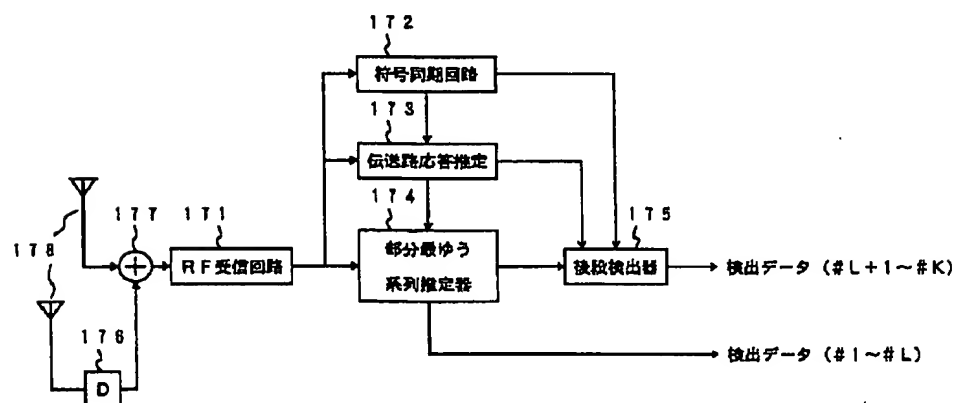 172
符号同期回路
173
伝送路応答推定
174
177
171
175
178
RF受信回路
部分最ゆう
系列推定器
後段検出器
検出データ (#L+1~#K)
176
D
検出データ (#1~#L)